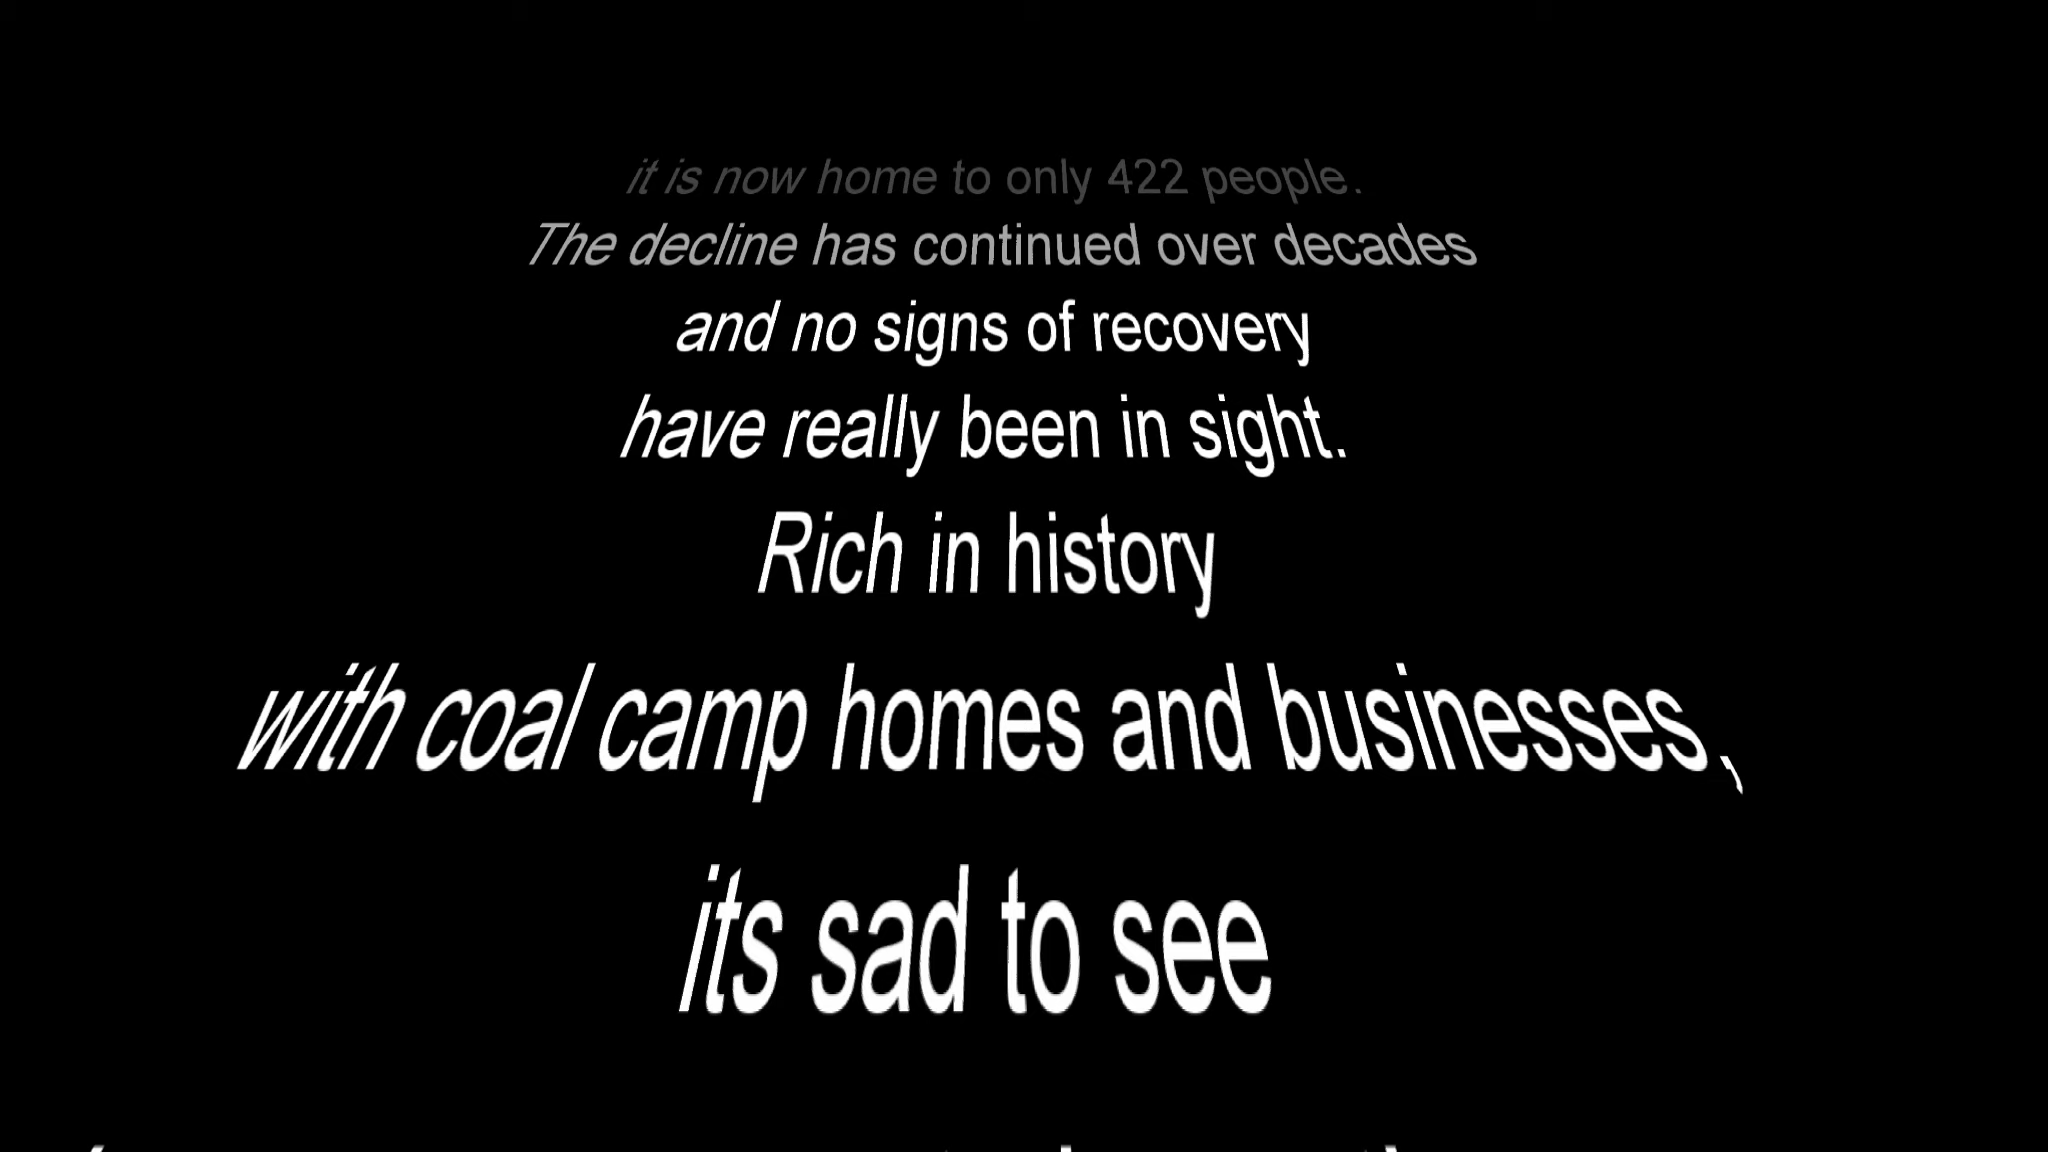 it is now home to only 422 people.
The decline has continued over decades
and no signs of recovery
have really been in sight.
Rich in history
with coal camp homes and businesses,
its sad to see